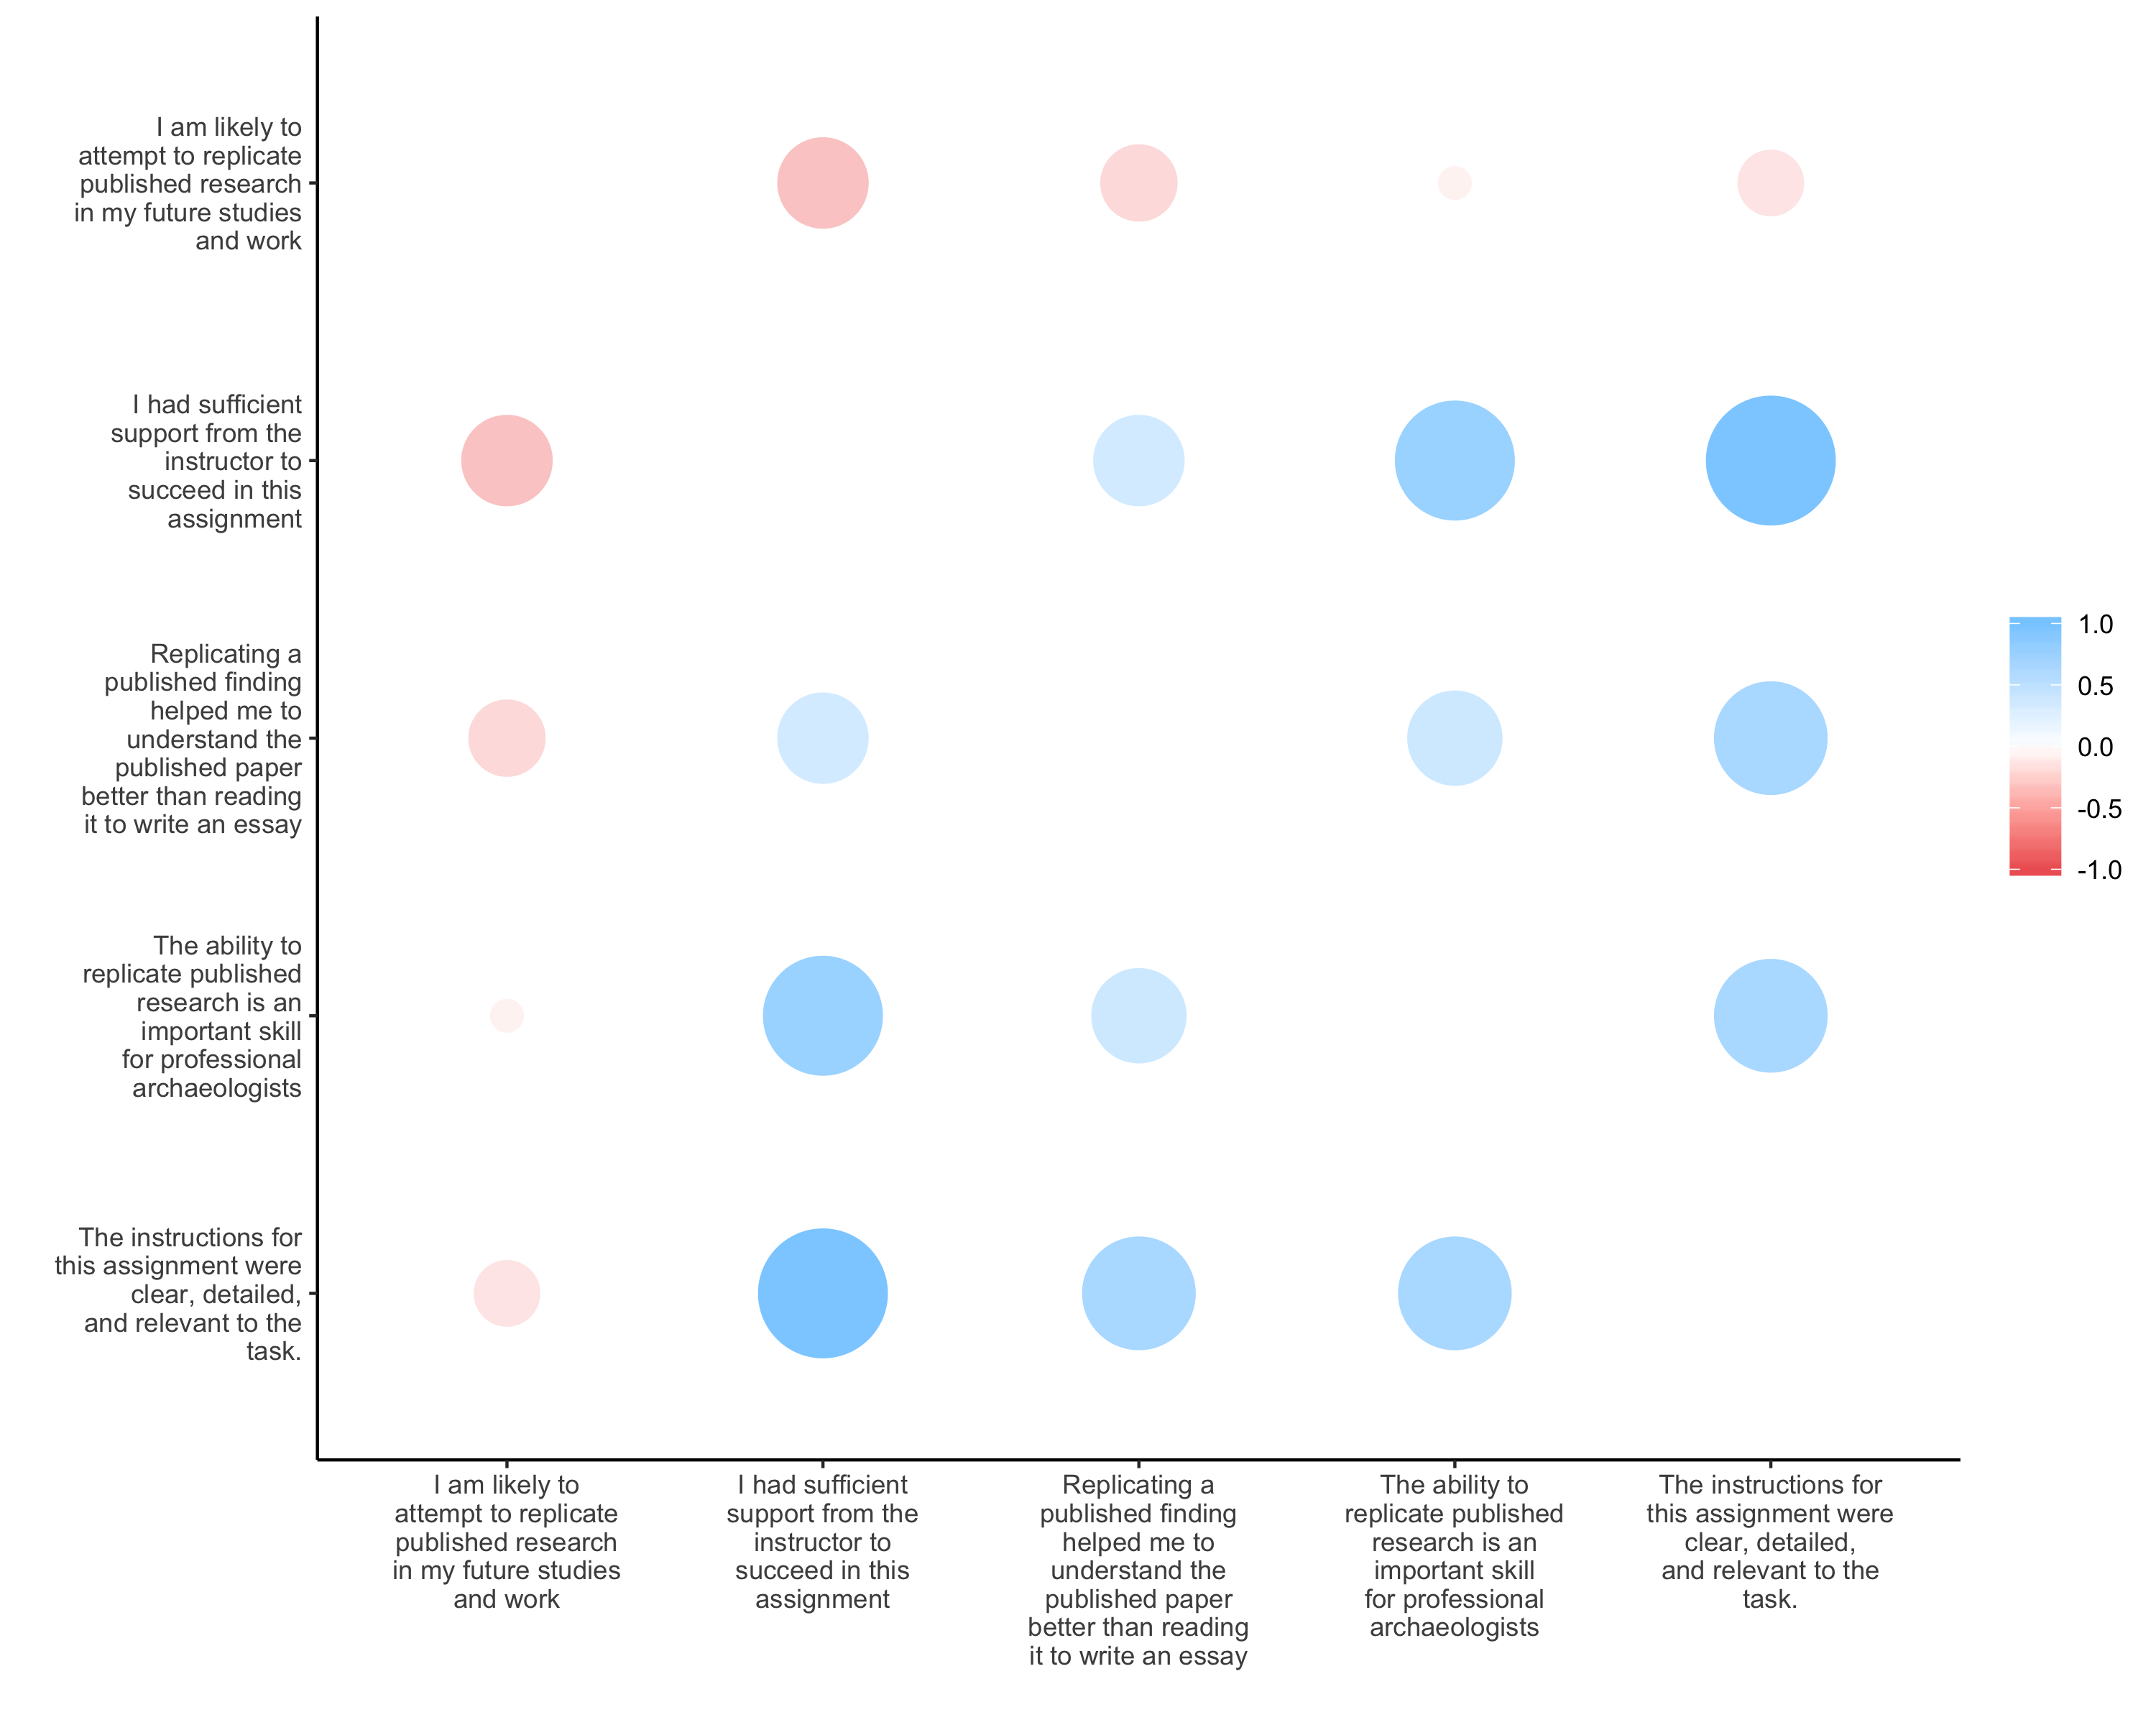 I am likely to
attempt to replicate
published research
in my future studies
and work
I had sufficient
support from the
instructor to
succeed in this
assignment
Replicating a
published finding
helped me to
understand the
published paper
better than reading
it to write an essay
The ability to
replicate published
research is an
important skill
for professional
archaeologists
The instructions for
this assignment were
clear, detailed,
and relevant to the
task.
1.0
0.5
0.0
-0.5
-1.0
I am likely to
attempt to replicate
published research
in my future studies
and work
I had sufficient
support from the
instructor to
succeed in this
assignment
Replicating a
published finding
helped me to
understand the
published paper
better than reading
it to write an essay
The ability to
replicate published
research is an
important skill
for professional
archaeologists
The instructions for
this assignment were
clear, detailed,
and relevant to the
task.